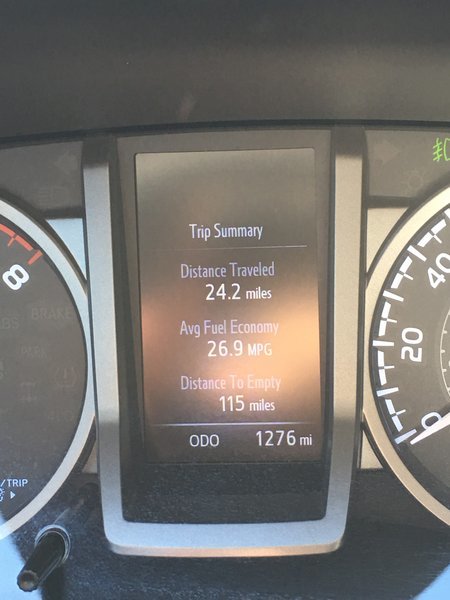 Trip Summary
Distance Traveled
24.2 miles
Avg Fuel Economy
26.9 MPG
Distance To Empty
115 miles
ODO 1276 mi
8
BRAKE
/TRIP
40
20
0